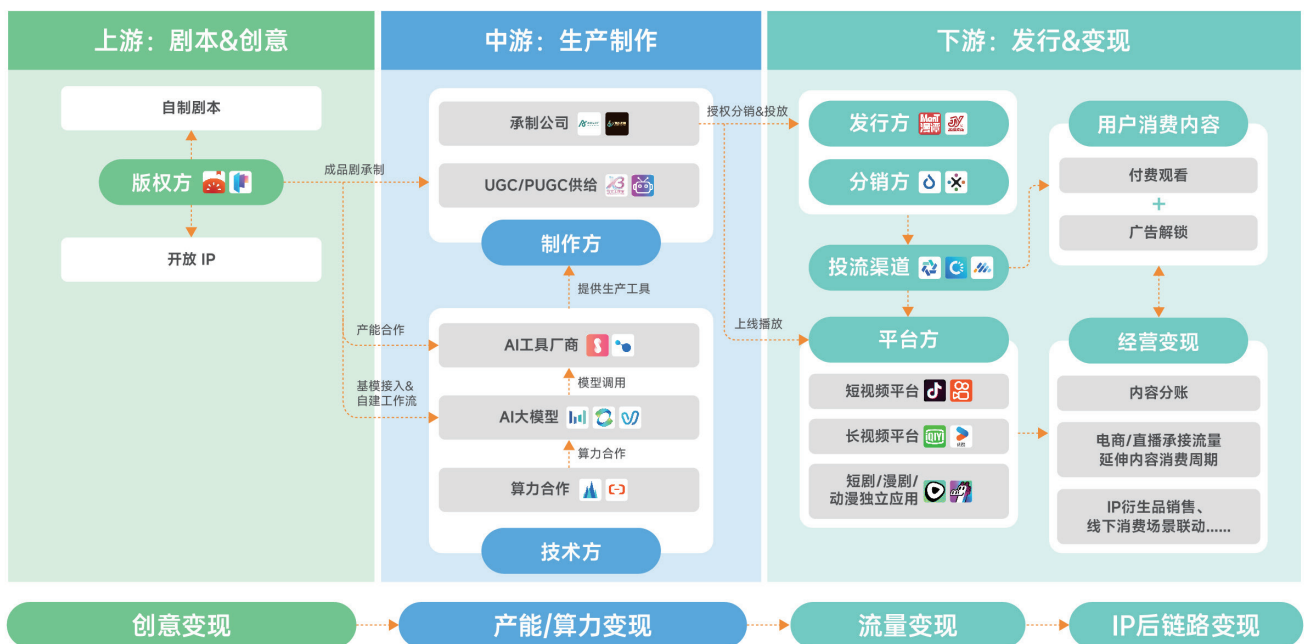 上游：剧本&创意
自制剧本
版权方
开放 IP
成品剧承制
产能合作
基模接入&
自建工作流
中游：生产制作
承制公司
UGC/PUGC供给
制作方
提供生产工具
AI工具厂商
模型调用
AI大模型
算力合作
算力合作
技术方
下游：发行&变现
授权分销&投放
上线播放
发行方
分销方
投流渠道
平台方
短视频平台
长视频平台
短剧/漫剧/
动漫独立应用
用户消费内容
付费观看
+
广告解锁
经营变现
内容分账
电商/直播承接流量
延伸内容消费周期
IP衍生品销售、
线下消费场景联动......
创意变现
产能/算力变现
流量变现
IP后链路变现